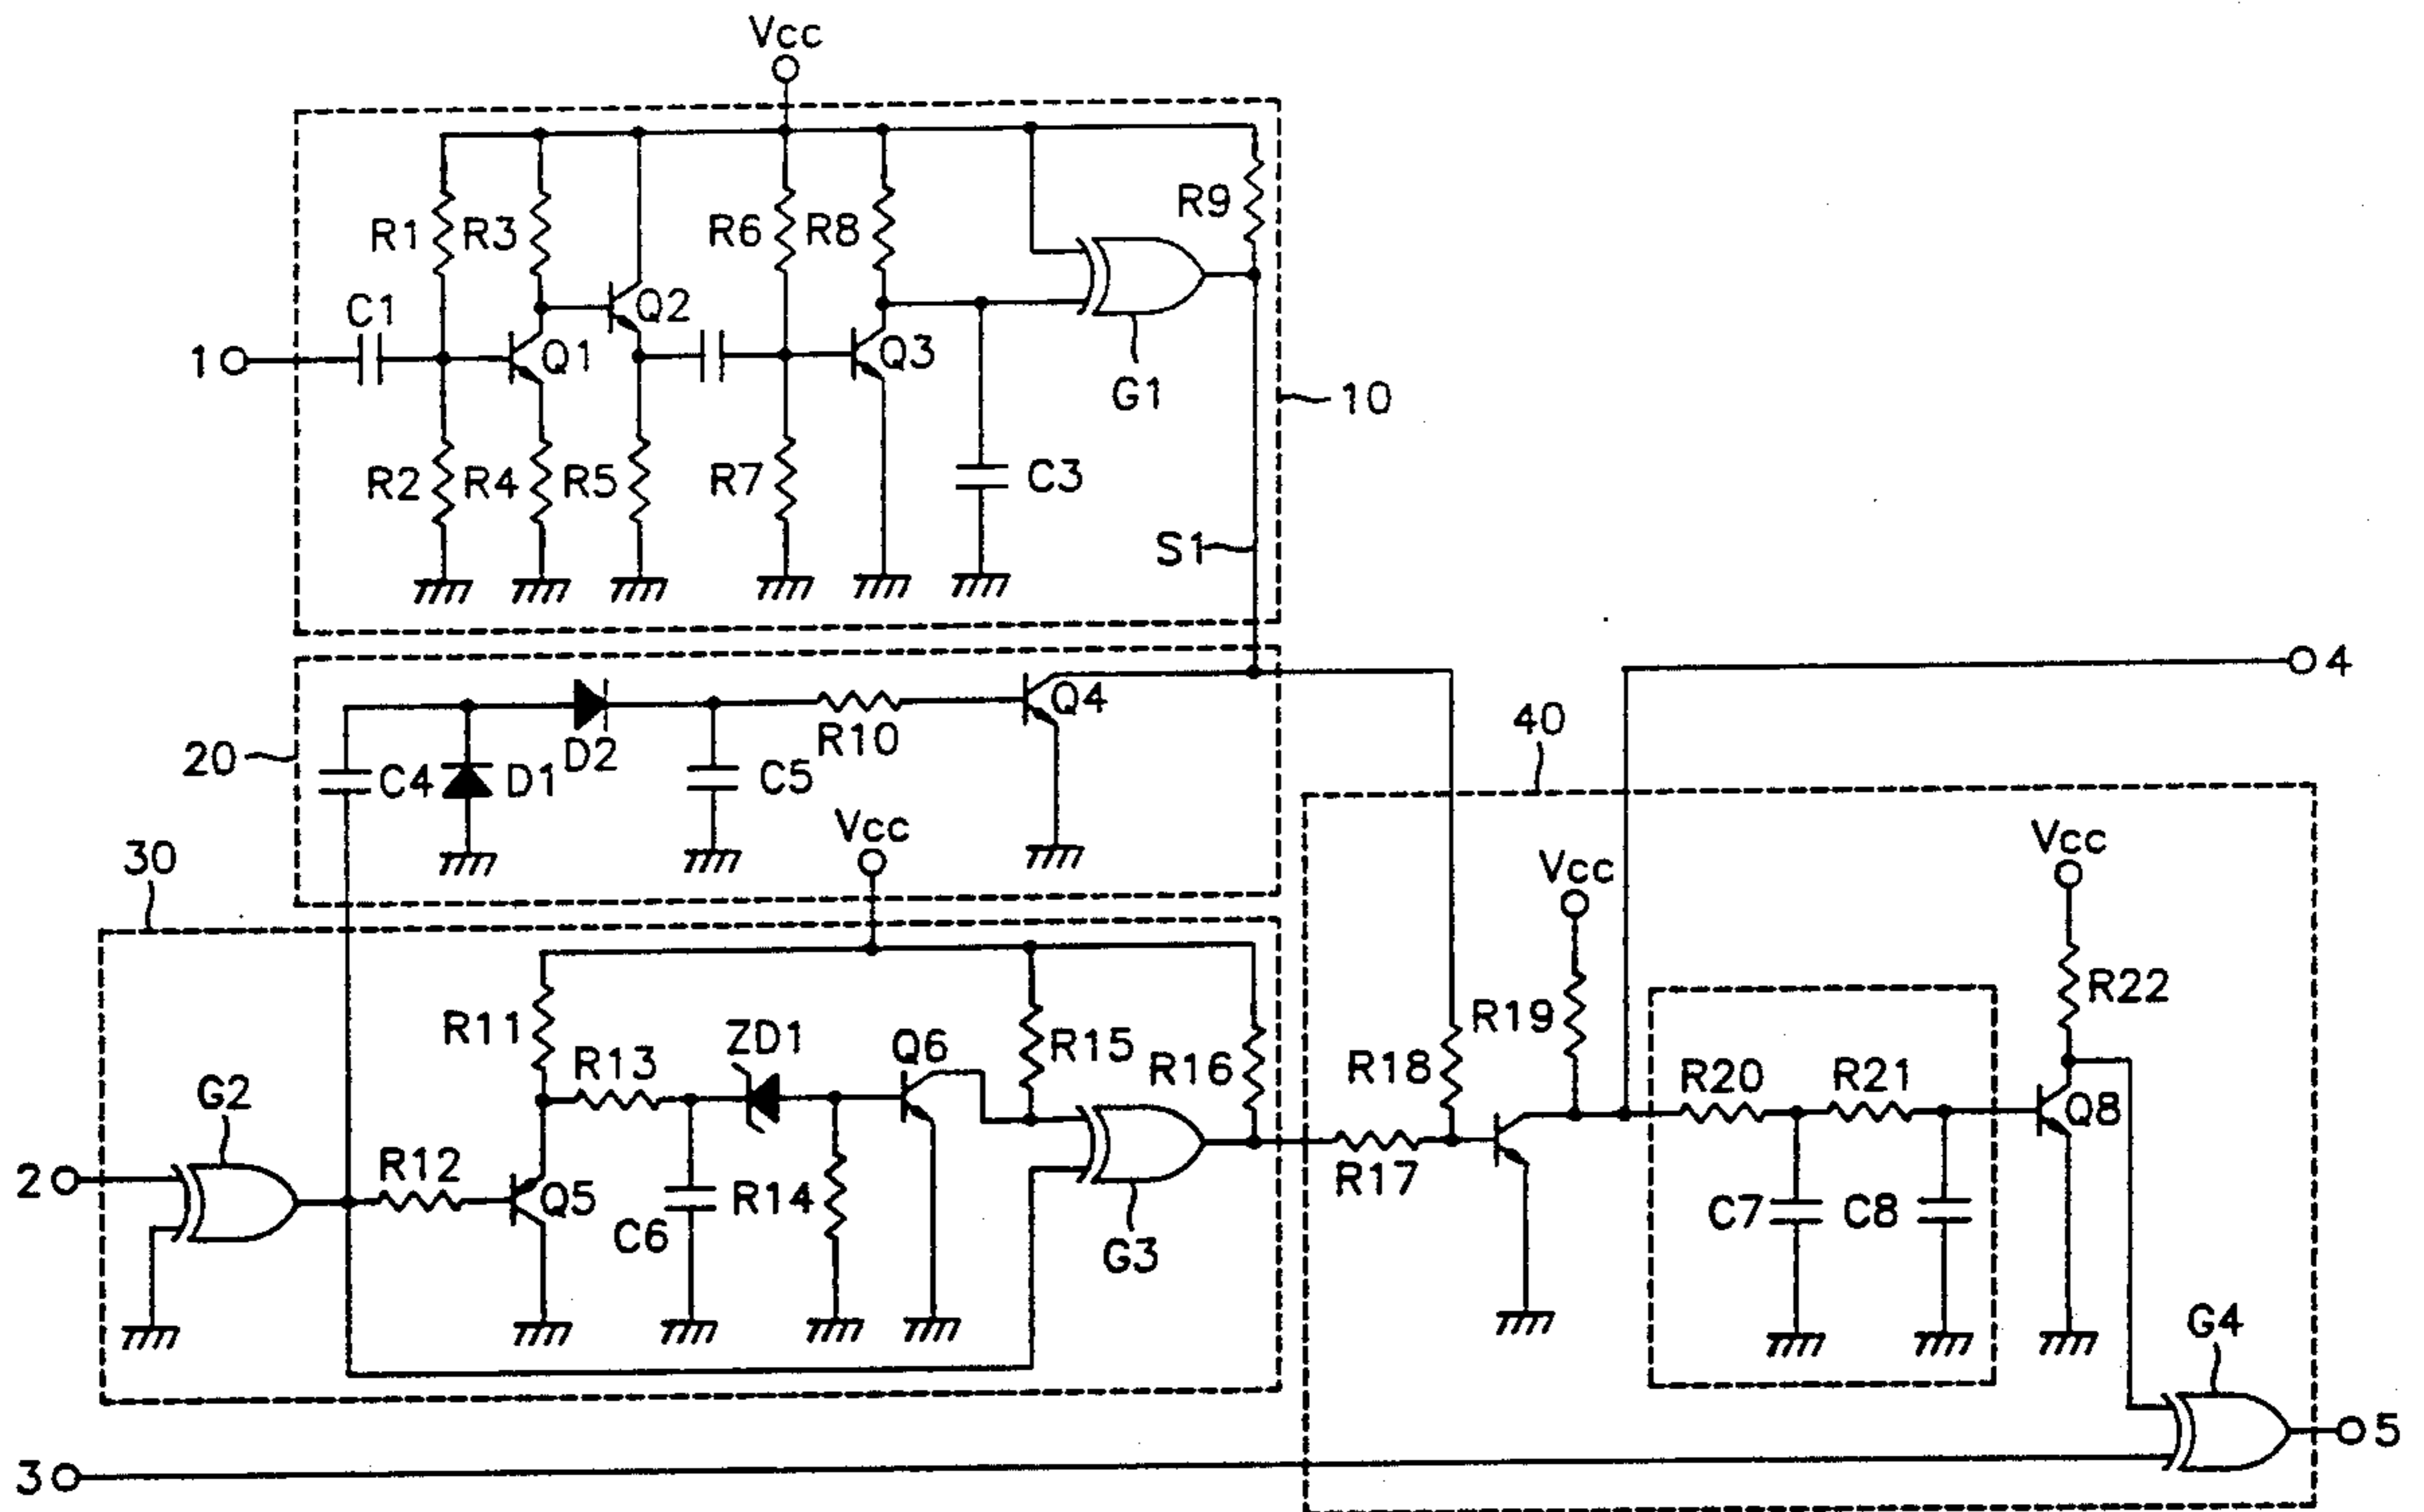 Vcc
R1 R3 R6 R8 R9
C1 Q2
1 Q1 Q3 G1
10
R2 R4 R5 R7 C3
S1
4
Q4
40
20 D2 R10
C4 D1 C5
Vcc Vcc
30 Vcc
R22
R11 ZD1 Q6 R15 R19
R13 R16 R18 R20 R21
G2 Q8
2 R12 Q5 R14 R17
C6 C7 C8
G3
G4
3 5